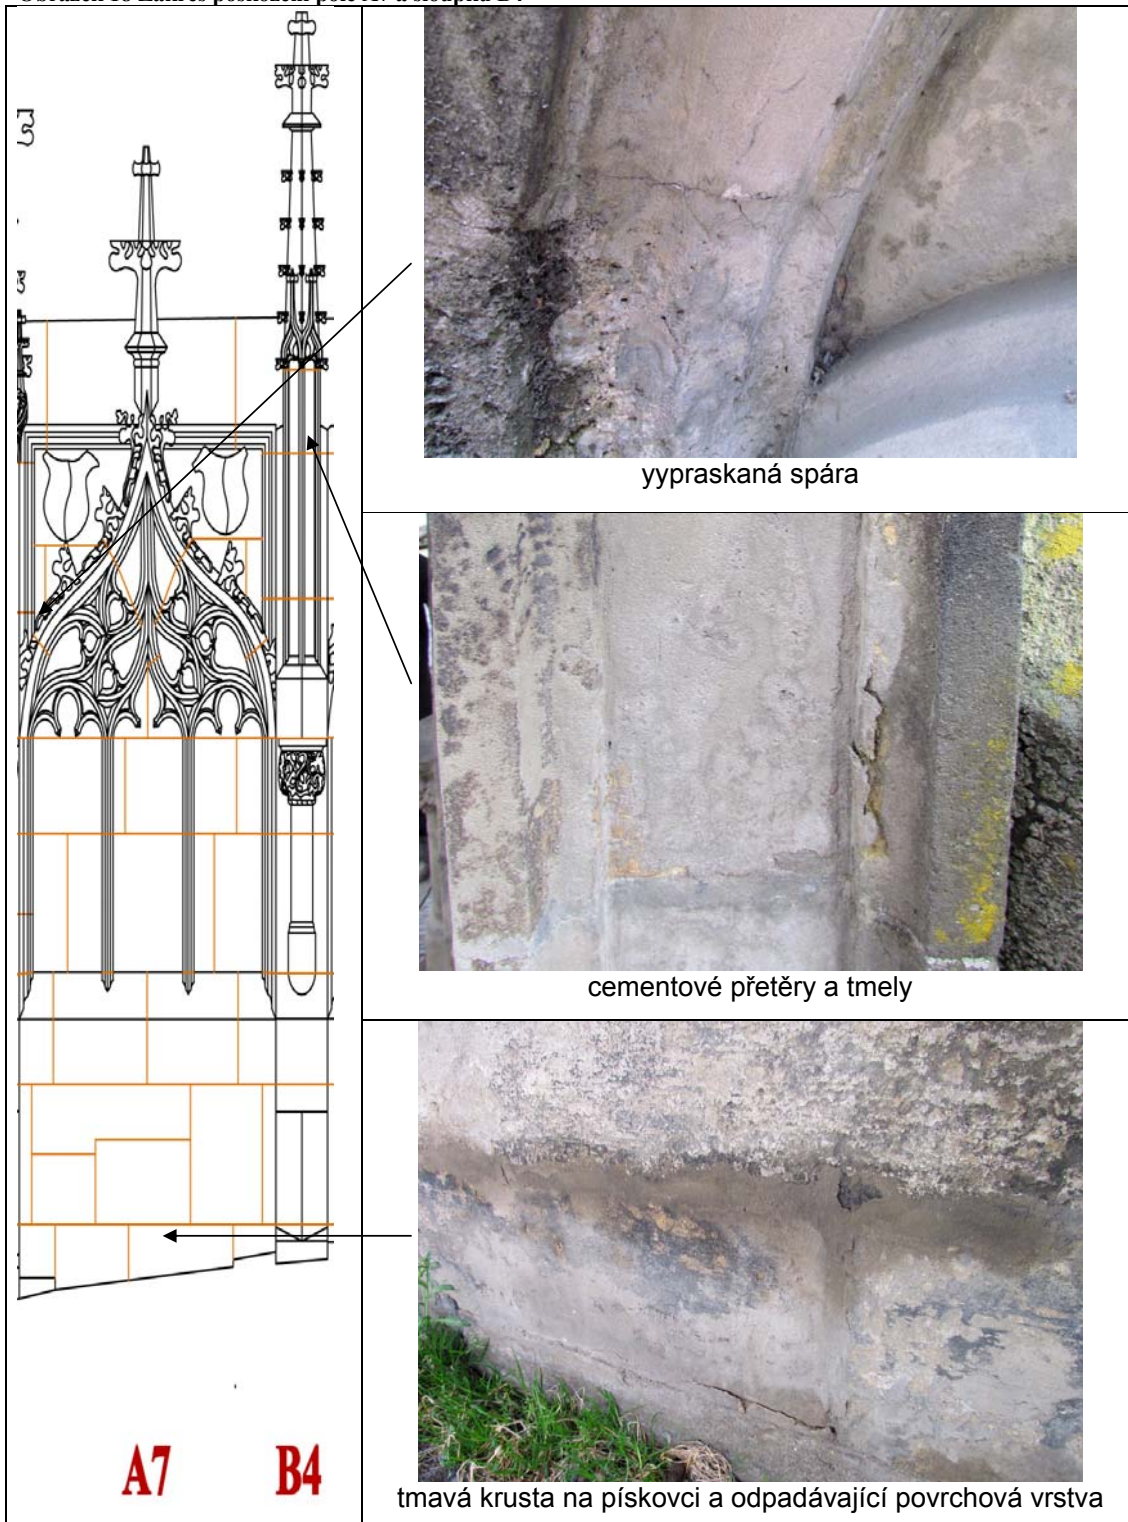 yypraskaná spára
cementové přetěry a tmely
tmavá krusta na pískovci a odpadávající povrchová vrstva
A7 B4